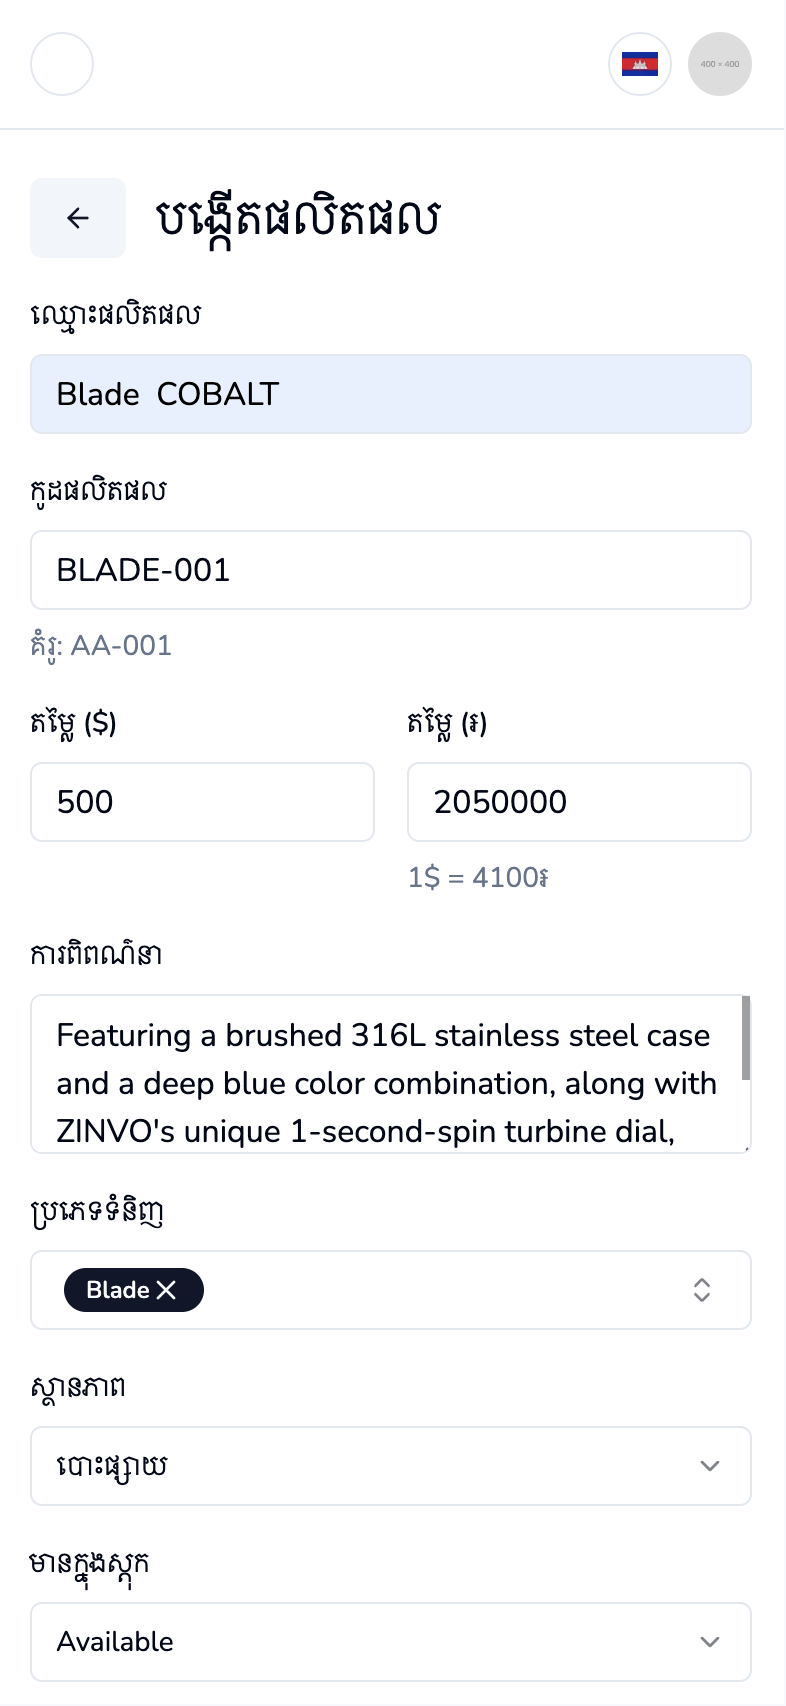 400 × 400
បង្កើតផលិតផល
ឈ្មោះផលិតផល
Blade  COBALT
កូដផលិតផល
BLADE-001
គំរូ: AA-001
តម្លៃ ($)
តម្លៃ (៛)
500
2050000
1$ = 4100៛
ការពិពណ៌នា
Featuring a brushed 316L stainless steel case
and a deep blue color combination, along with
ZINVO's unique 1-second-spin turbine dial,
ប្រភេទទំនិញ
Blade
ស្ថានភាព
បោះផ្សាយ
មានក្នុងស្តុក
Available